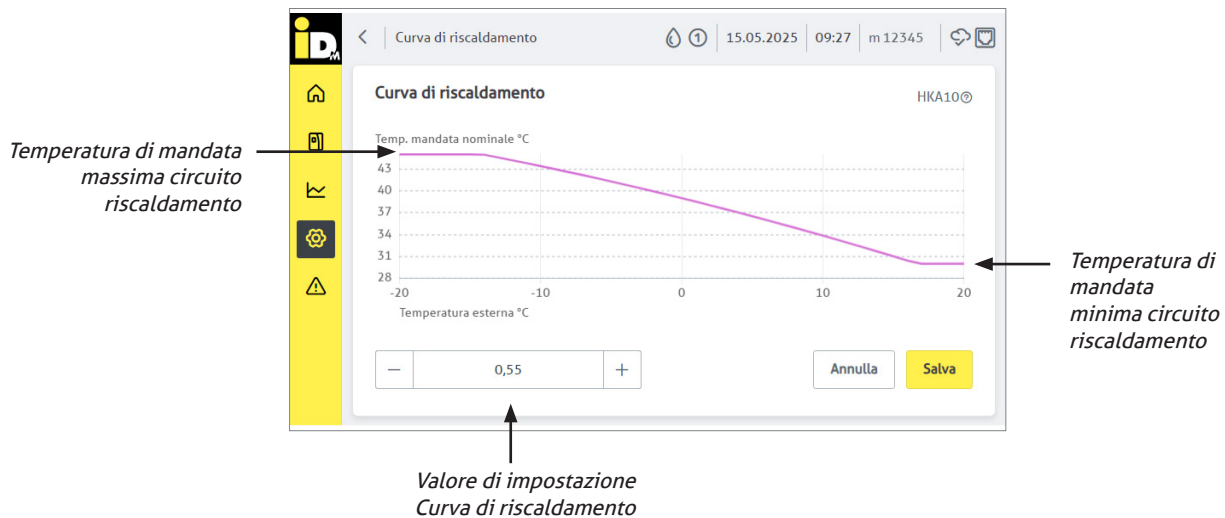 iDM
Curva di riscaldamento
1
15.05.2025
09:27
m 12345
Curva di riscaldamento
HKA10?
Temp. mandata nominale °C
43
40
37
34
31
28
-20
-10
0
10
20
Temperatura esterna °C
−
0,55
+
Annulla
Salva
Temperatura di mandata
massima circuito
riscaldamento
Temperatura di
mandata
minima circuito
riscaldamento
Valore di impostazione
Curva di riscaldamento